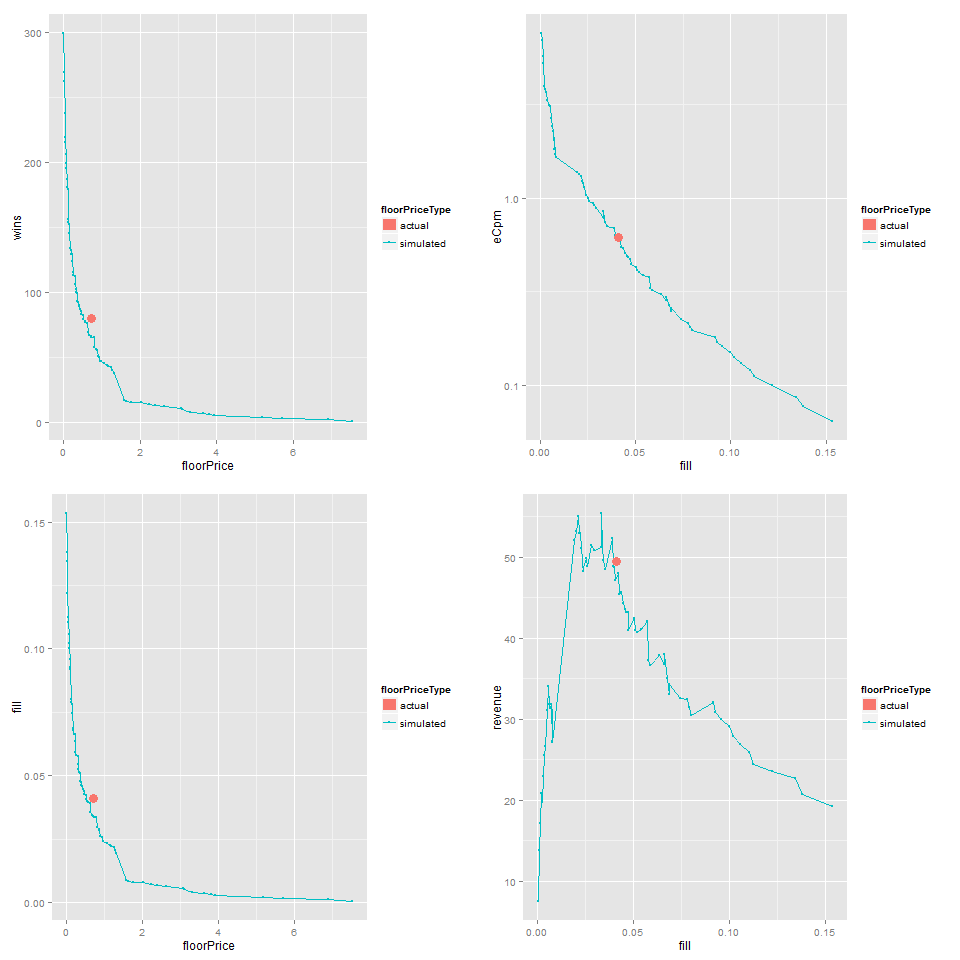 300
200
100
0
wins
0
2
4
6
floorPrice
floorPriceType
actual
simulated
1.0
0.1
eCpm
0.00
0.05
0.10
0.15
fill
floorPriceType
actual
simulated
0.15
0.10
0.05
0.00
fill
0
2
4
6
floorPrice
floorPriceType
actual
simulated
50
40
30
20
10
revenue
0.00
0.05
0.10
0.15
fill
floorPriceType
actual
simulated